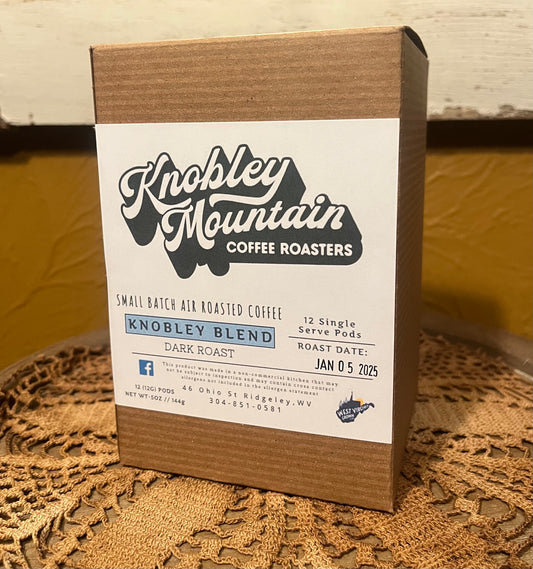 Knobley
Mountain
COFFEE ROASTERS
SMALL BATCH AIR ROASTED COFFEE
KNOBLEY BLEND
DARK ROAST
12 Single
Serve Pods
ROAST DATE:
JAN 05 2025
f
This product was made in a non-commercial kitchen that may
not be subject to inspection and may contain cross contact
allergens not included in the allergen statement
12 (12G) PODS
NET WT·5OZ // 144g
46 Ohio St Ridgeley,WV
304-851-0581
WEST VIRGINIA
GROWN